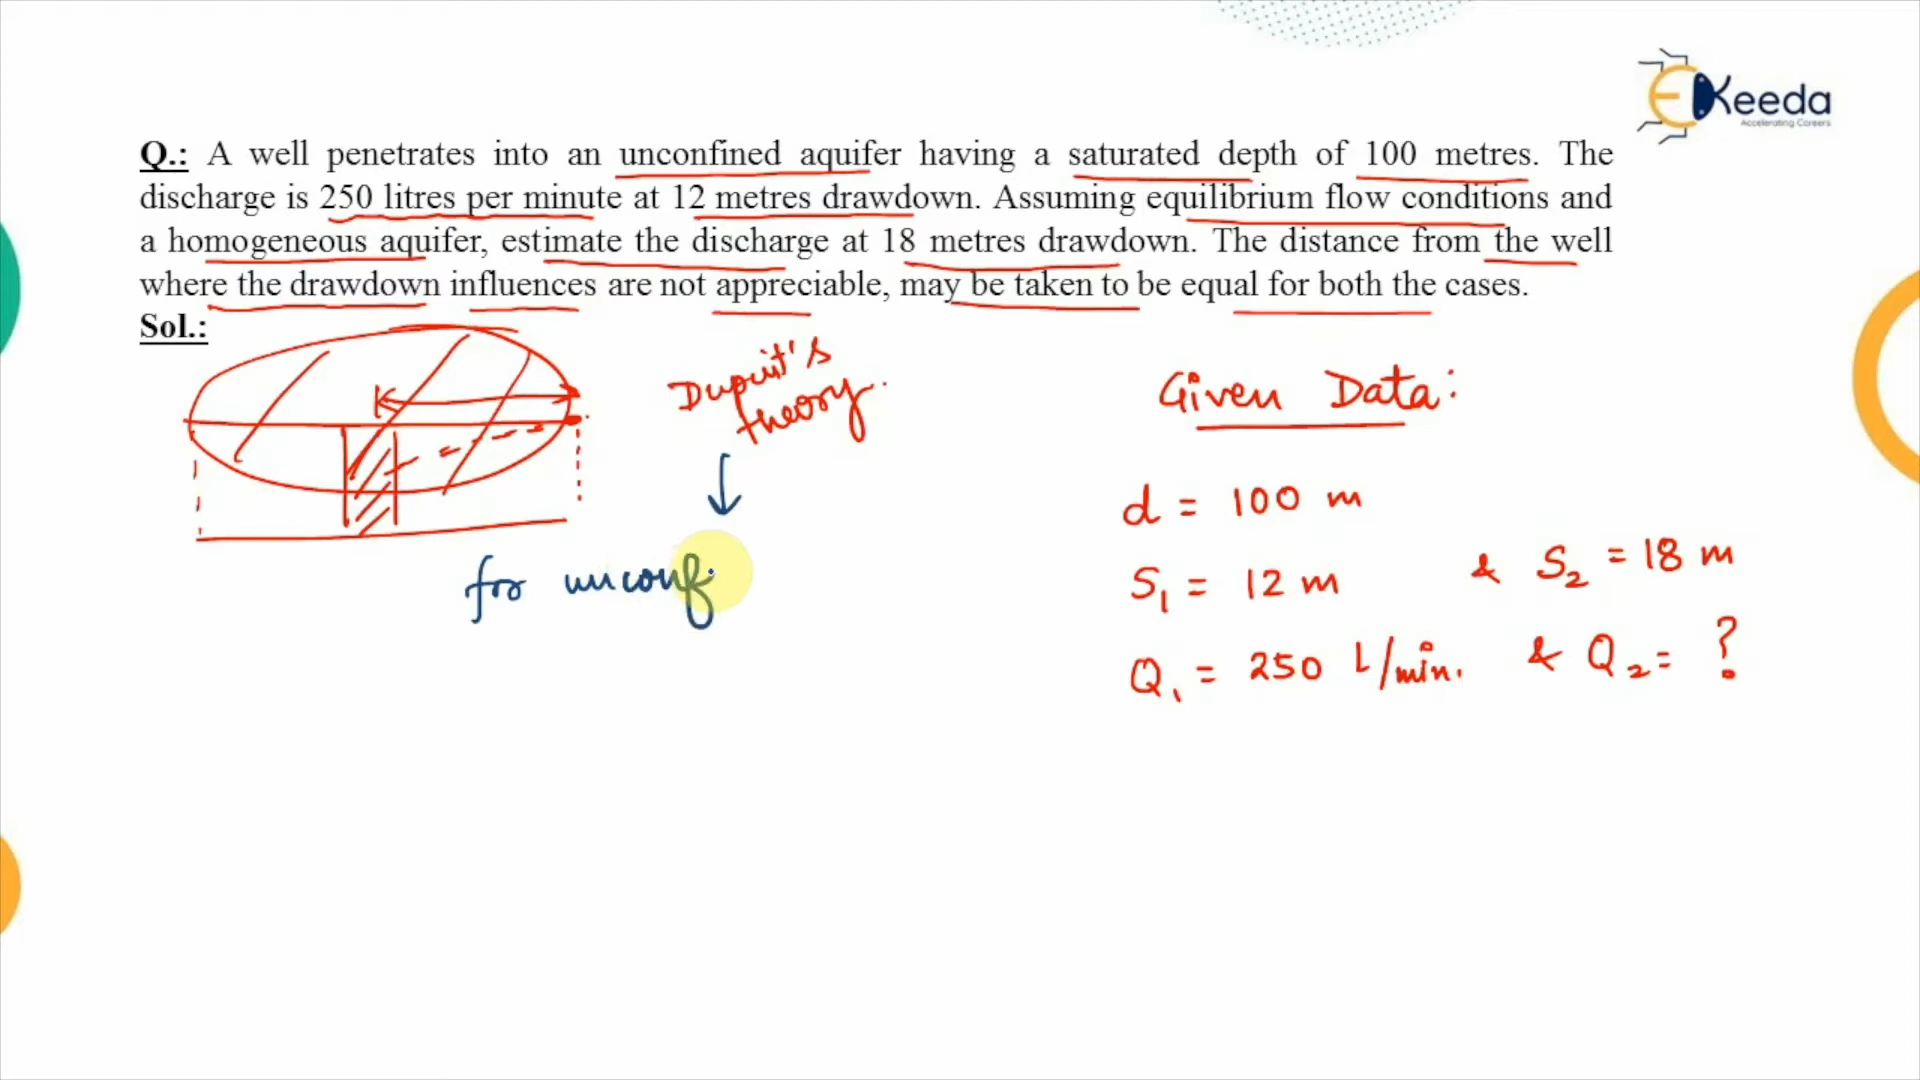 EKeeda
Accelerating Careers
Q.: A well penetrates into an unconfined aquifer having a saturated depth of 100 metres. The
discharge is 250 litres per minute at 12 metres drawdown. Assuming equilibrium flow conditions and
a homogeneous aquifer, estimate the discharge at 18 metres drawdown. The distance from the well
where the drawdown influences are not appreciable, may be taken to be equal for both the cases.
Sol.:
Dupuit's
theory.
for unconf
Given Data:
d = 100 m
S₁ = 12 m & S₂ = 18 m
Q₁ = 250 L/min. & Q₂ = ?